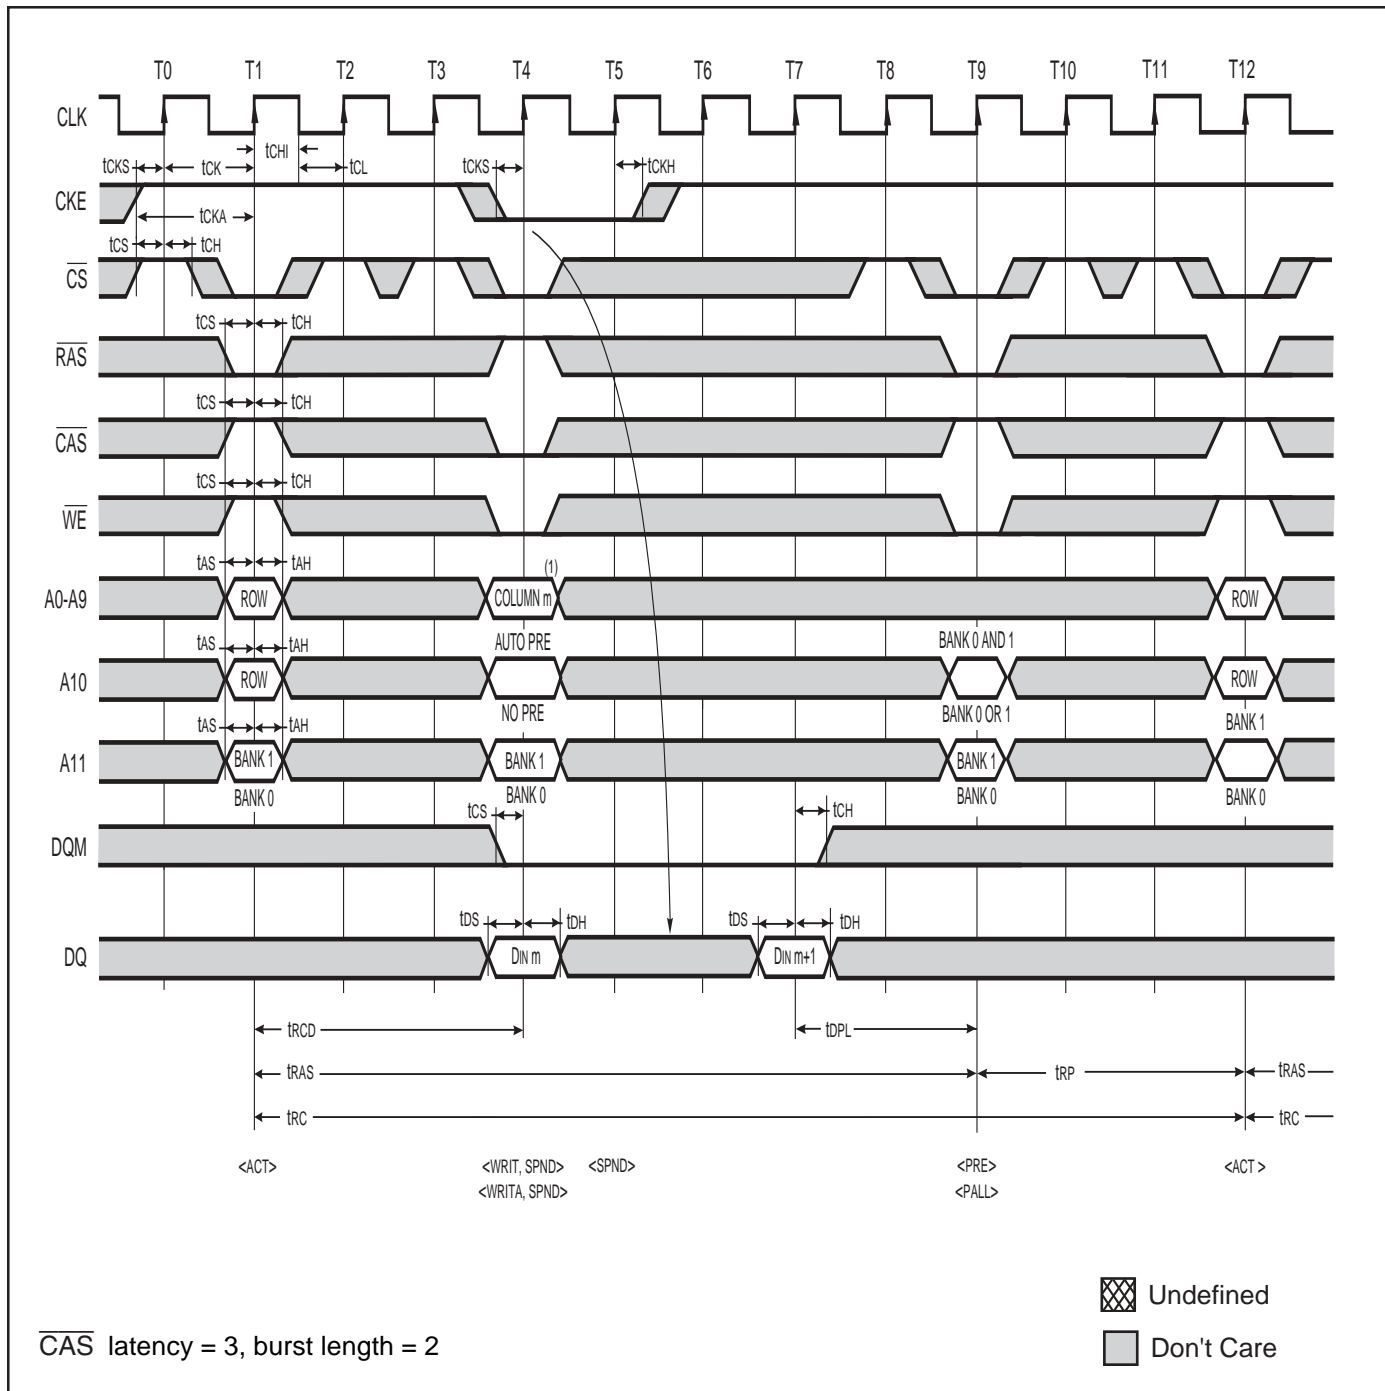 T0 T1 T2 T3 T4 T5 T6 T7 T8 T9 T10 T11 T12
CLK
tCHI
tCKS tCK tCL tCKS tCKH
CKE
tCKA
tCS tCH
CS
tCS tCH
RAS
tCS tCH
CAS
tCS tCH
WE
tAS tAH (1)
A0-A9 ROW COLUMN m ROW
tAS tAH AUTO PRE BANK 0 AND 1
A10 ROW ROW
NO PRE BANK 0 OR 1 BANK 1
tAS tAH
A11 BANK 1 BANK 1 BANK 1
BANK 0 BANK 0 BANK 0 BANK 0
tCS tCH
DQM
tDS tDH tDS tDH
DQ DIN m DIN m+1
tRCD tDPL
tRAS tRP tRAS
tRC tRC
<ACT> <WRIT, SPND> <SPND> <PRE> <ACT >
<WRITA, SPND> <PALL>
Undefined
CAS latency = 3, burst length = 2
Don't Care